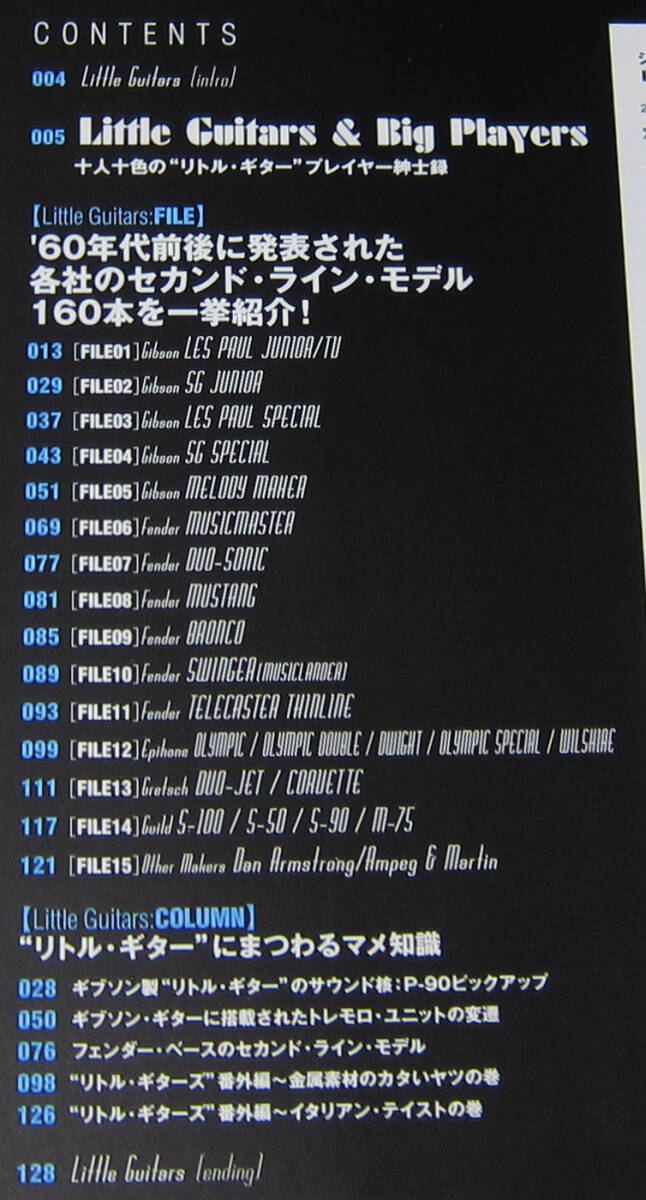 CONTENTS
004 Little Guitars [intro]
005 Little Guitars & Big Players
十人十色の“リトル・ギター”プレイヤー紳士録
【Little Guitars:FILE】
'60年代前後に発表された
各社のセカンド・ライン・モデル
160本を一挙紹介！
013 [FILE01] Gibson LES PAUL JUNIOR/TV
029 [FILE02] Gibson SG JUNIOR
037 [FILE03] Gibson LES PAUL SPECIAL
043 [FILE04] Gibson SG SPECIAL
051 [FILE05] Gibson MELODY MAKER
069 [FILE06] Fender MUSICMASTER
077 [FILE07] Fender DUO-SONIC
081 [FILE08] Fender MUSTANG
085 [FILE09] Fender BRONCO
089 [FILE10] Fender SWINGER[MUSICLANDER]
093 [FILE11] Fender TELECASTER THINLINE
099 [FILE12] Epihone OLYMPIC / OLYMPIC DOUBLE / DWIGHT / OLYMPIC SPECIAL / WILSHIRE
111 [FILE13] Gretsch DUO-JET / CORVETTE
117 [FILE14] Guild S-100 / S-50 / S-90 / M-75
121 [FILE15] Other Makers Dan Armstrong/Ampeg & Martin
【Little Guitars:COLUMN】
“リトル・ギター”にまつわるマメ知識
028 ギブソン製“リトル・ギター”のサウンド核：P-90ピックアップ
050 ギブソン・ギターに搭載されたトレモロ・ユニットの変遷
076 フェンダー・ベースのセカンド・ライン・モデル
098 “リトル・ギターズ”番外編～金属素材のカタいヤツの巻
126 “リトル・ギターズ”番外編～イタリアン・テイストの巻
128 Little Guitars [ending]